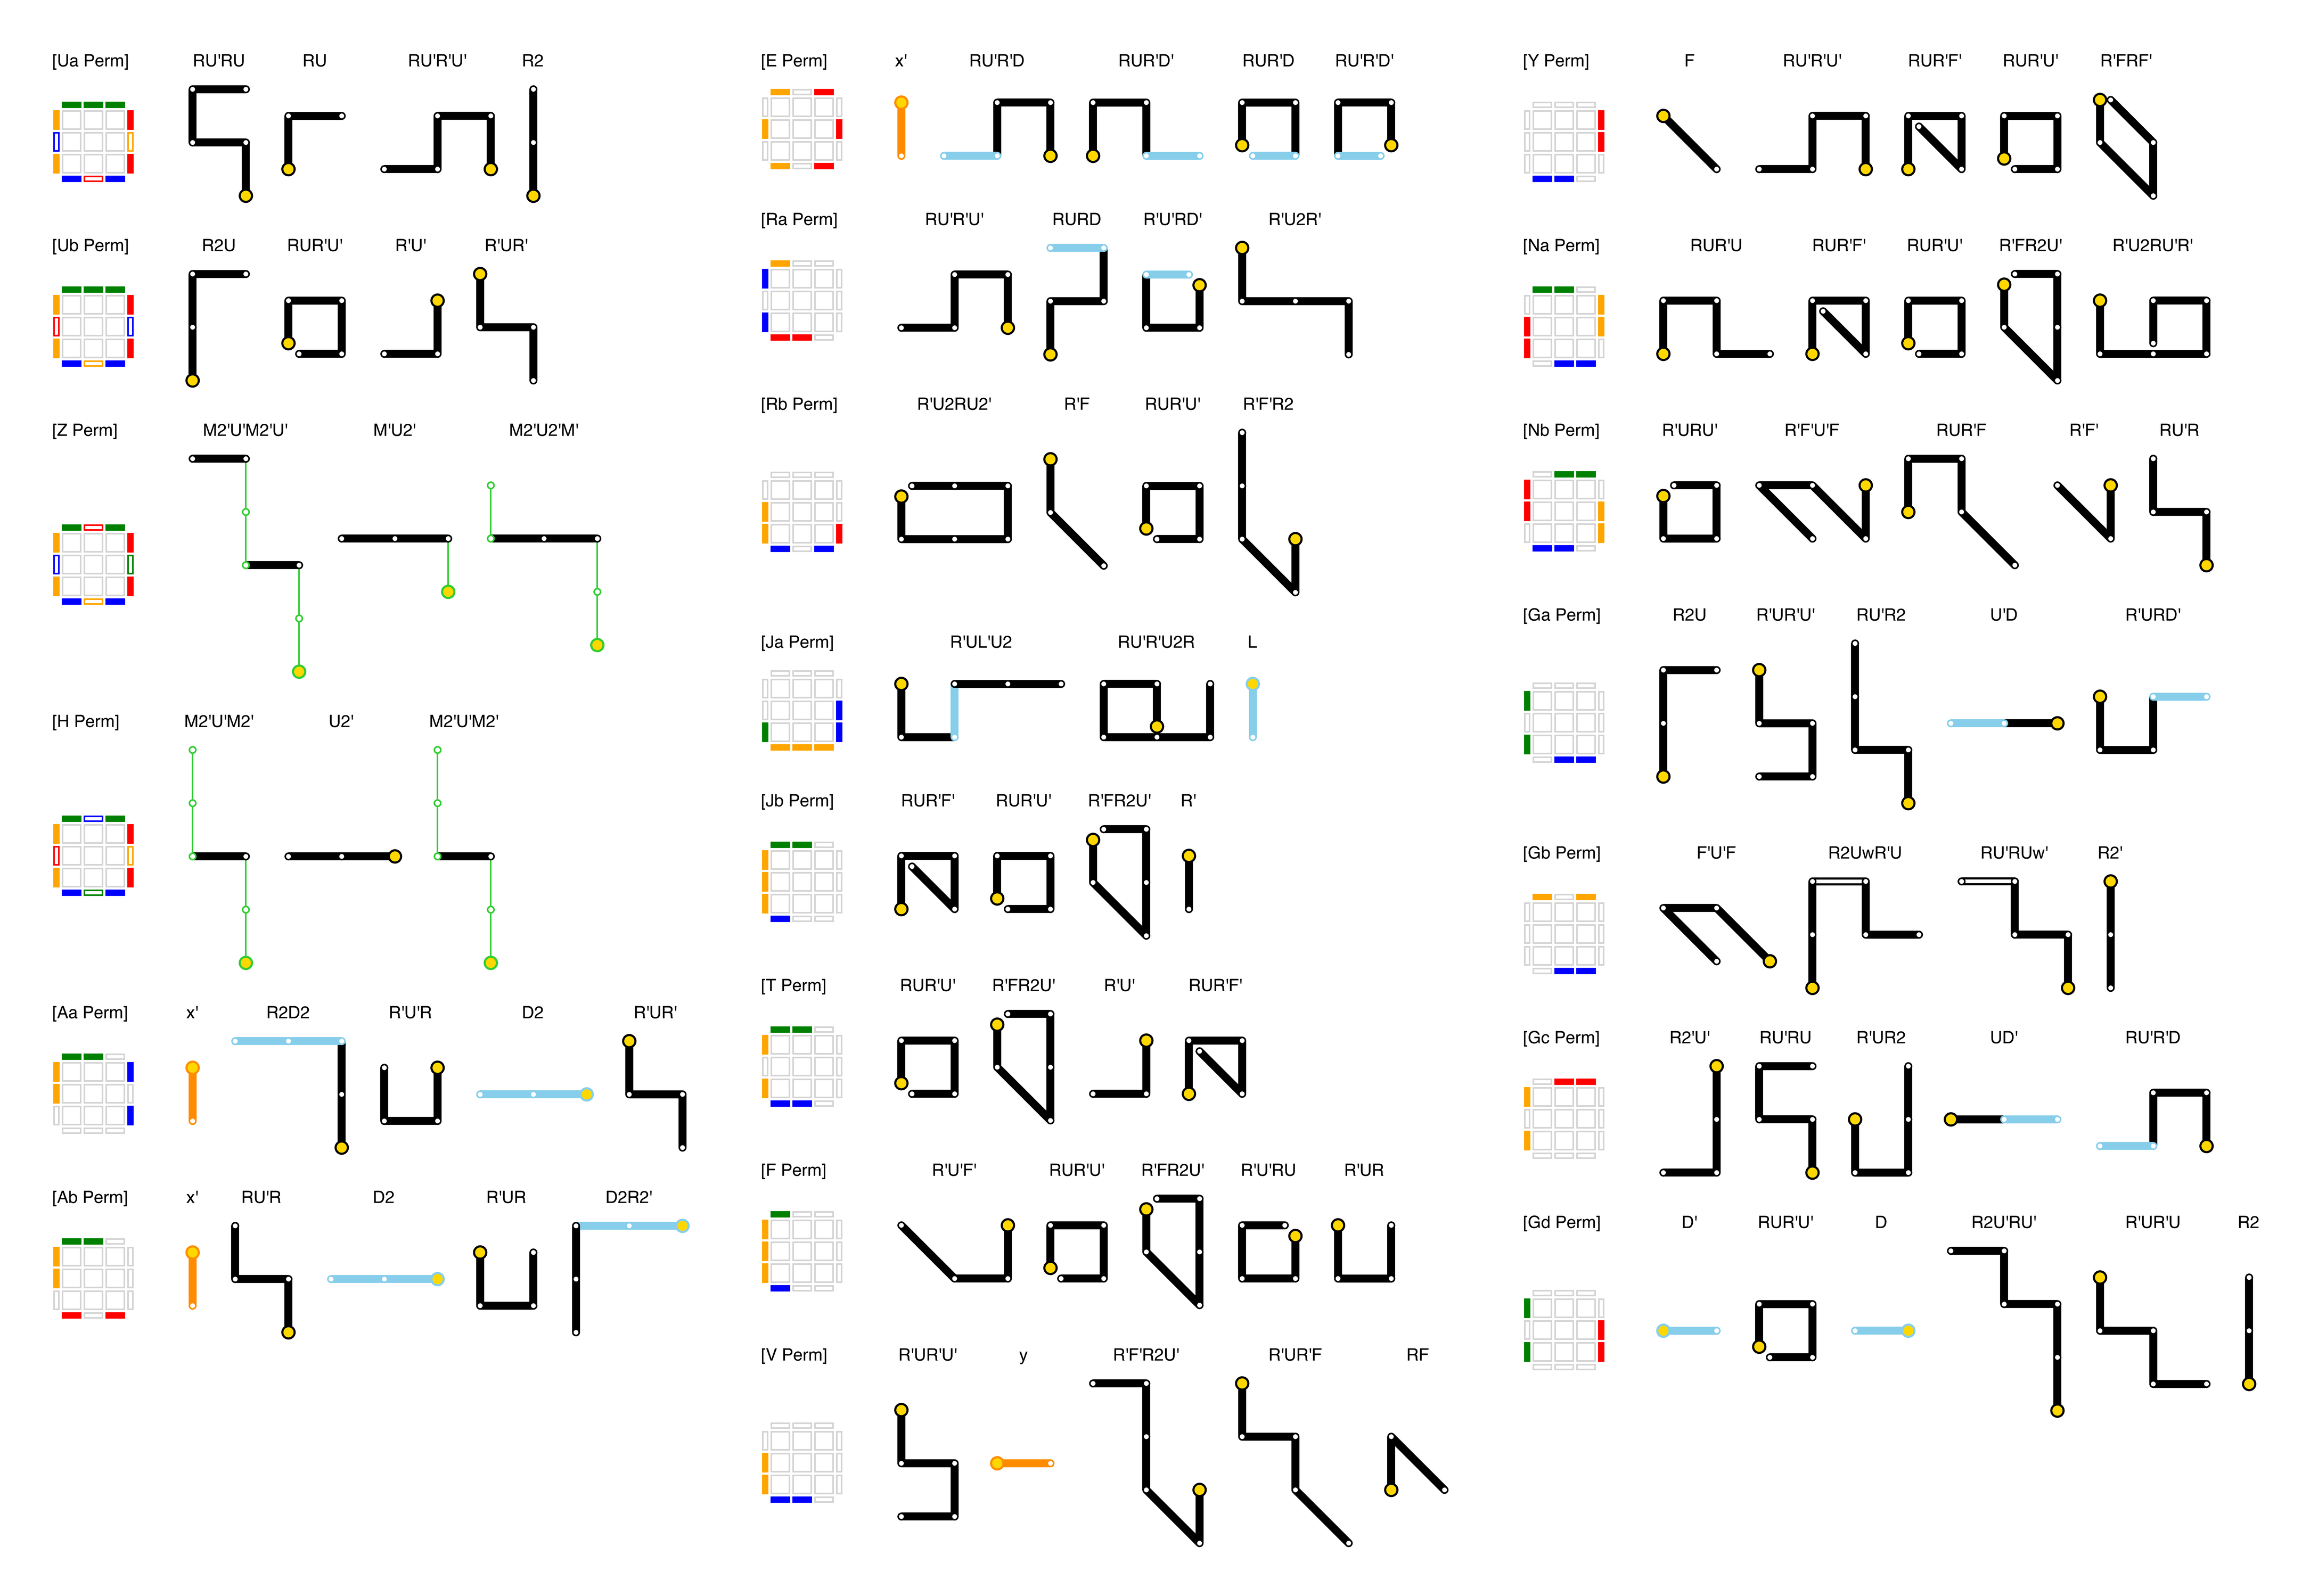 [Ua Perm] RU'RU RU RU'R'U' R2
[Ub Perm] R2U RUR'U' R'U' R'UR'
[Z Perm] M2'U'M2'U' M'U2' M2'U2'M'
[H Perm] M2'U'M2' U2' M2'U'M2'
[Aa Perm] x' R2D2 R'U'R D2 R'UR'
[Ab Perm] x' RU'R D2 R'UR D2R2'
[E Perm] x' RU'R'D RUR'D' RUR'D RU'R'D'
[Ra Perm] RU'R'U' RURD R'U'RD' R'U2R'
[Rb Perm] R'U2RU2' R'F RUR'U' R'F'R2
[Ja Perm] R'UL'U2 RU'R'U2R L
[Jb Perm] RUR'F' RUR'U' R'FR2U' R'
[T Perm] RUR'U' R'FR2U' R'U' RUR'F'
[F Perm] R'U'F' RUR'U' R'FR2U' R'U'RU R'UR
[V Perm] R'UR'U' y R'F'R2U' R'UR'F RF
[Y Perm] F RU'R'U' RUR'F' RUR'U' R'FRF'
[Na Perm] RUR'U RUR'F' RUR'U' R'FR2U' R'U2RU'R'
[Nb Perm] R'URU' R'F'U'F RUR'F R'F' RU'R
[Ga Perm] R2U R'UR'U' RU'R2 U'D R'URD'
[Gb Perm] F'U'F R2UwR'U RU'RUw' R2'
[Gc Perm] R2'U' RU'RU R'UR2 UD' RU'R'D
[Gd Perm] D' RUR'U' D R2U'RU' R'UR'U R2